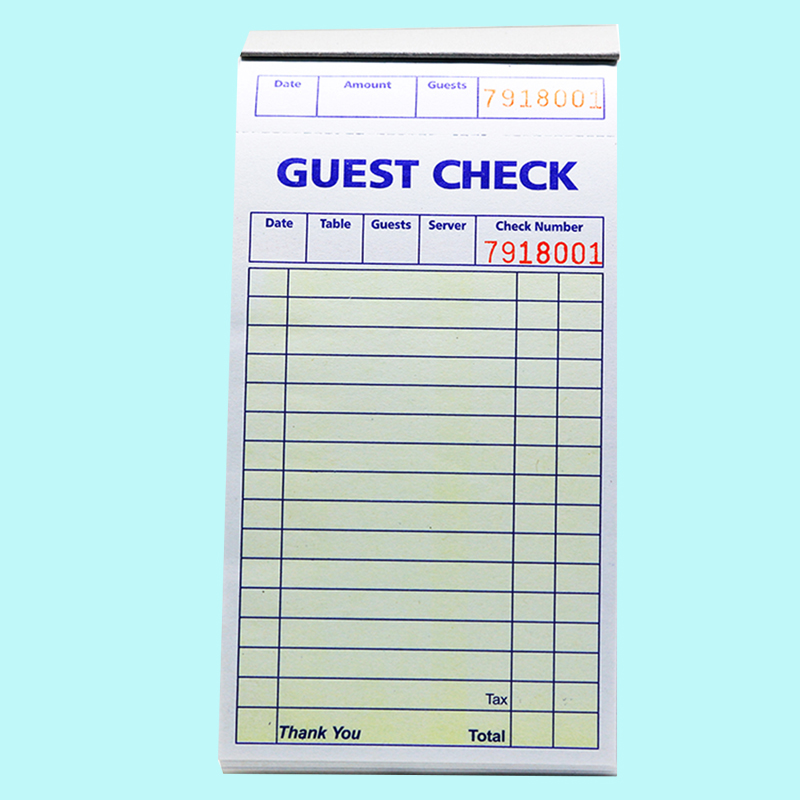 Date Amount Guests 7918001
GUEST CHECK
Date Table Guests Server Check Number
7918001
Tax
Thank You Total